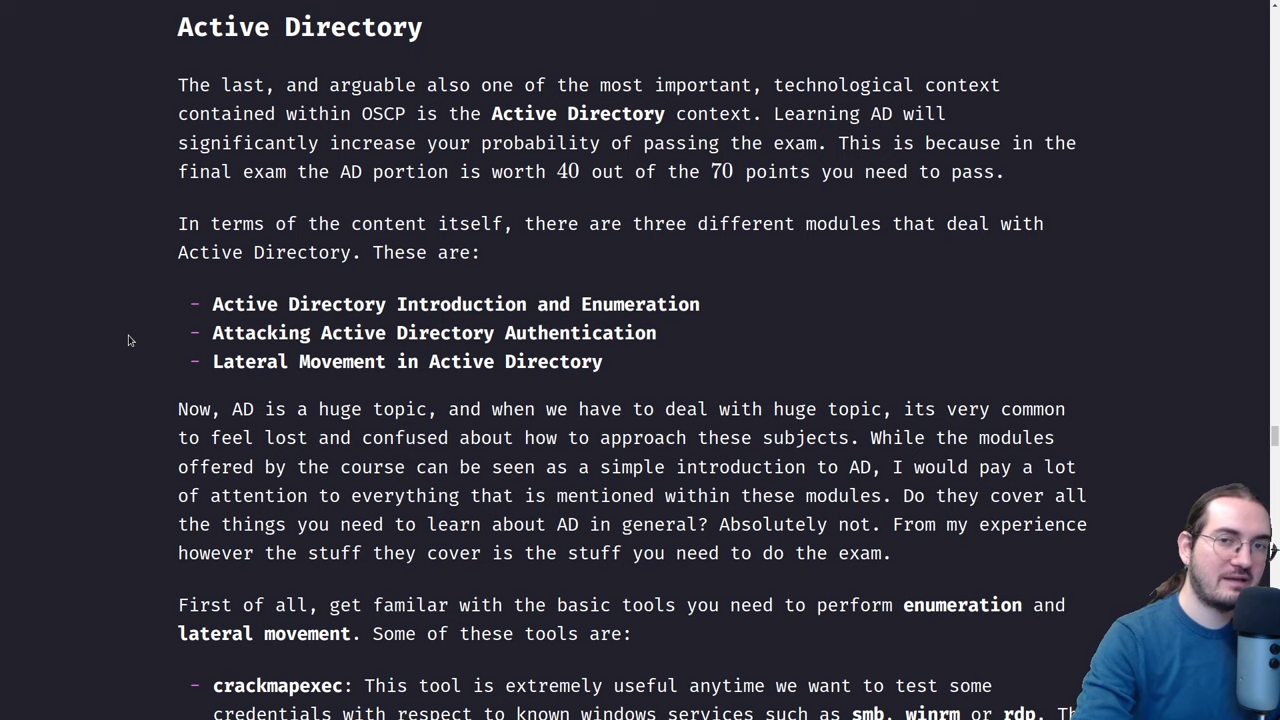 Active Directory
The last, and arguable also one of the most important, technological context
contained within OSCP is the Active Directory context. Learning AD will
significantly increase your probability of passing the exam. This is because in the
final exam the AD portion is worth 40 out of the 70 points you need to pass.
In terms of the content itself, there are three different modules that deal with
Active Directory. These are:
- Active Directory Introduction and Enumeration
- Attacking Active Directory Authentication
- Lateral Movement in Active Directory
Now, AD is a huge topic, and when we have to deal with huge topic, its very common
to feel lost and confused about how to approach these subjects. While the modules
offered by the course can be seen as a simple introduction to AD, I would pay a lot
of attention to everything that is mentioned within these modules. Do they cover all
the things you need to learn about AD in general? Absolutely not. From my experience
however the stuff they cover is the stuff you need to do the exam.
First of all, get familar with the basic tools you need to perform enumeration and
lateral movement. Some of these tools are:
- crackmapexec: This tool is extremely useful anytime we want to test some
credentials with respect to known windows services such as smb, winrm or rdp.